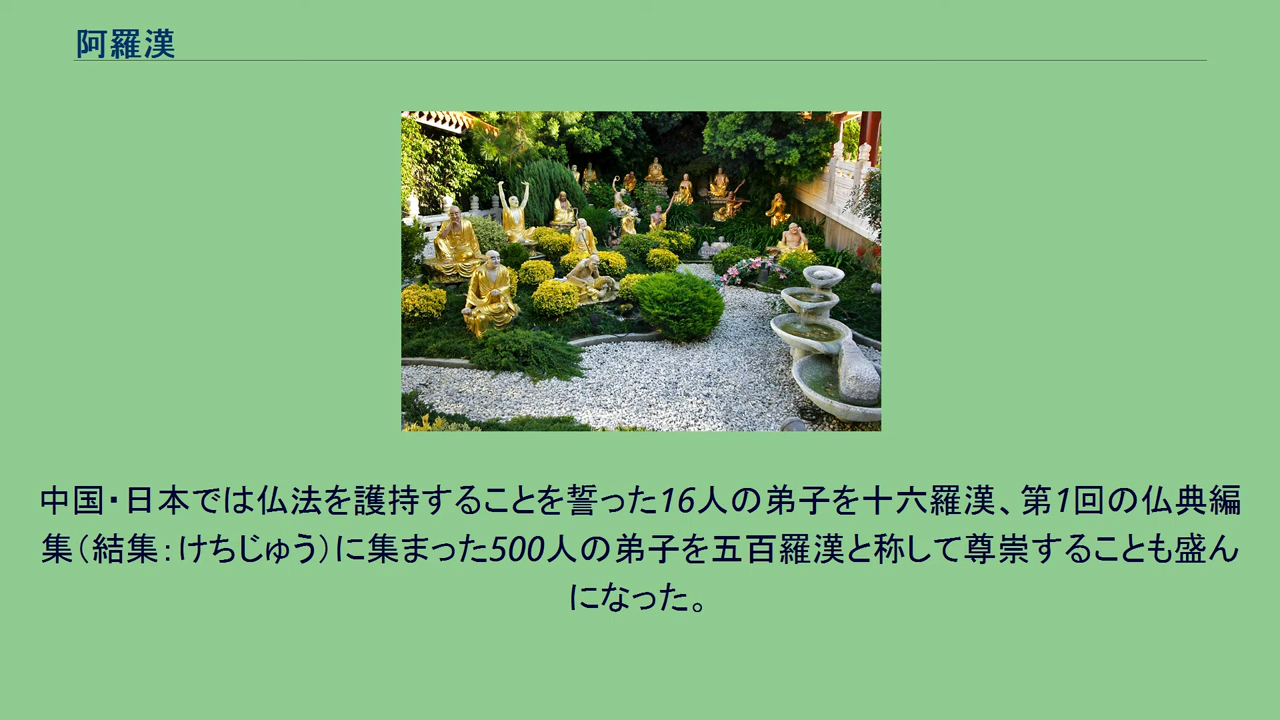 阿羅漢
中国・日本では仏法を護持することを誓った16人の弟子を十六羅漢、第1回の仏典編
集（結集：けちじゅう）に集まった500人の弟子を五百羅漢と称して尊崇することも盛ん
になった。